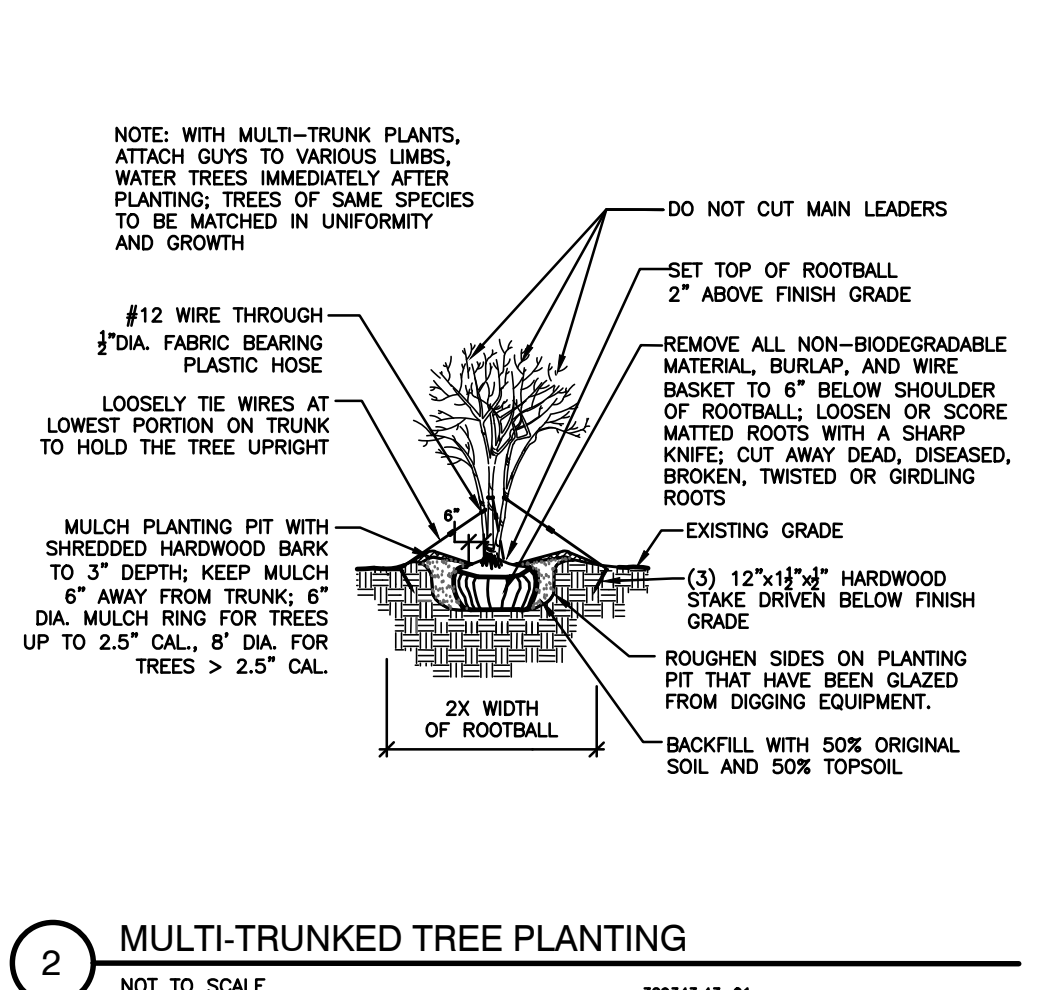 NOTE: WITH MULTI–TRUNK PLANTS,
ATTACH GUYS TO VARIOUS LIMBS,
WATER TREES IMMEDIATELY AFTER
PLANTING; TREES OF SAME SPECIES
TO BE MATCHED IN UNIFORMITY
AND GROWTH
#12 WIRE THROUGH
½"DIA. FABRIC BEARING
PLASTIC HOSE
LOOSELY TIE WIRES AT
LOWEST PORTION ON TRUNK
TO HOLD THE TREE UPRIGHT
MULCH PLANTING PIT WITH
SHREDDED HARDWOOD BARK
TO 3" DEPTH; KEEP MULCH
6" AWAY FROM TRUNK; 6"
DIA. MULCH RING FOR TREES
UP TO 2.5" CAL., 8' DIA. FOR
TREES > 2.5" CAL.
6"
DO NOT CUT MAIN LEADERS
SET TOP OF ROOTBALL
2" ABOVE FINISH GRADE
REMOVE ALL NON–BIODEGRADABLE
MATERIAL, BURLAP, AND WIRE
BASKET TO 6" BELOW SHOULDER
OF ROOTBALL; LOOSEN OR SCORE
MATTED ROOTS WITH A SHARP
KNIFE; CUT AWAY DEAD, DISEASED,
BROKEN, TWISTED OR GIRDLING
ROOTS
EXISTING GRADE
(3) 12"x1½"x½" HARDWOOD
STAKE DRIVEN BELOW FINISH
GRADE
ROUGHEN SIDES ON PLANTING
PIT THAT HAVE BEEN GLAZED
FROM DIGGING EQUIPMENT.
BACKFILL WITH 50% ORIGINAL
SOIL AND 50% TOPSOIL
2X WIDTH
OF ROOTBALL
2
MULTI-TRUNKED TREE PLANTING
NOT TO SCALE